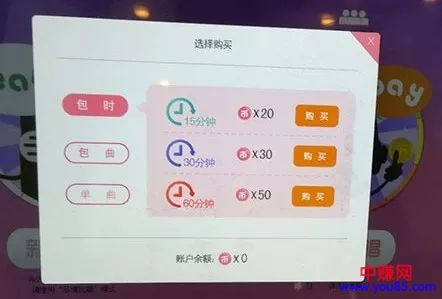 选择购买
X
包 时
15分钟
币 X20
购 买
包 曲
30分钟
币 X30
购 买
单 曲
60分钟
币 X50
购 买
账户余额: 币 X0
中赚网
www.you85.com